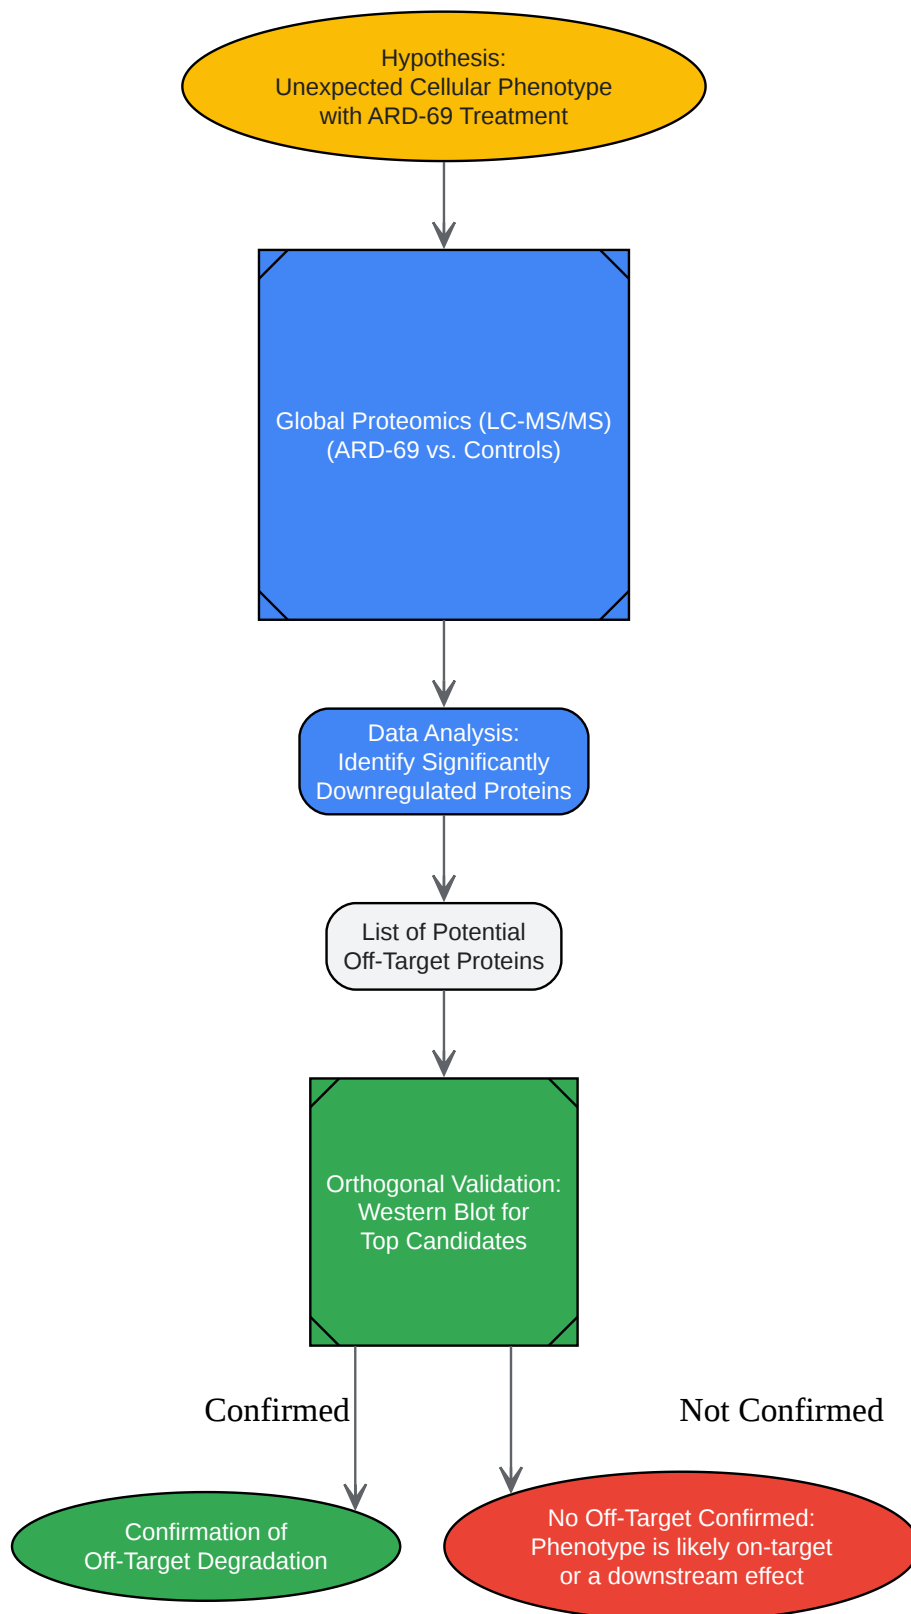 Hypothesis:
Unexpected Cellular Phenotype
with ARD-69 Treatment
Global Proteomics (LC-MS/MS)
(ARD-69 vs. Controls)
Data Analysis:
Identify Significantly
Downregulated Proteins
List of Potential
Off-Target Proteins
Orthogonal Validation:
Western Blot for
Top Candidates
Confirmed
Not Confirmed
Confirmation of
Off-Target Degradation
No Off-Target Confirmed:
Phenotype is likely on-target
or a downstream effect